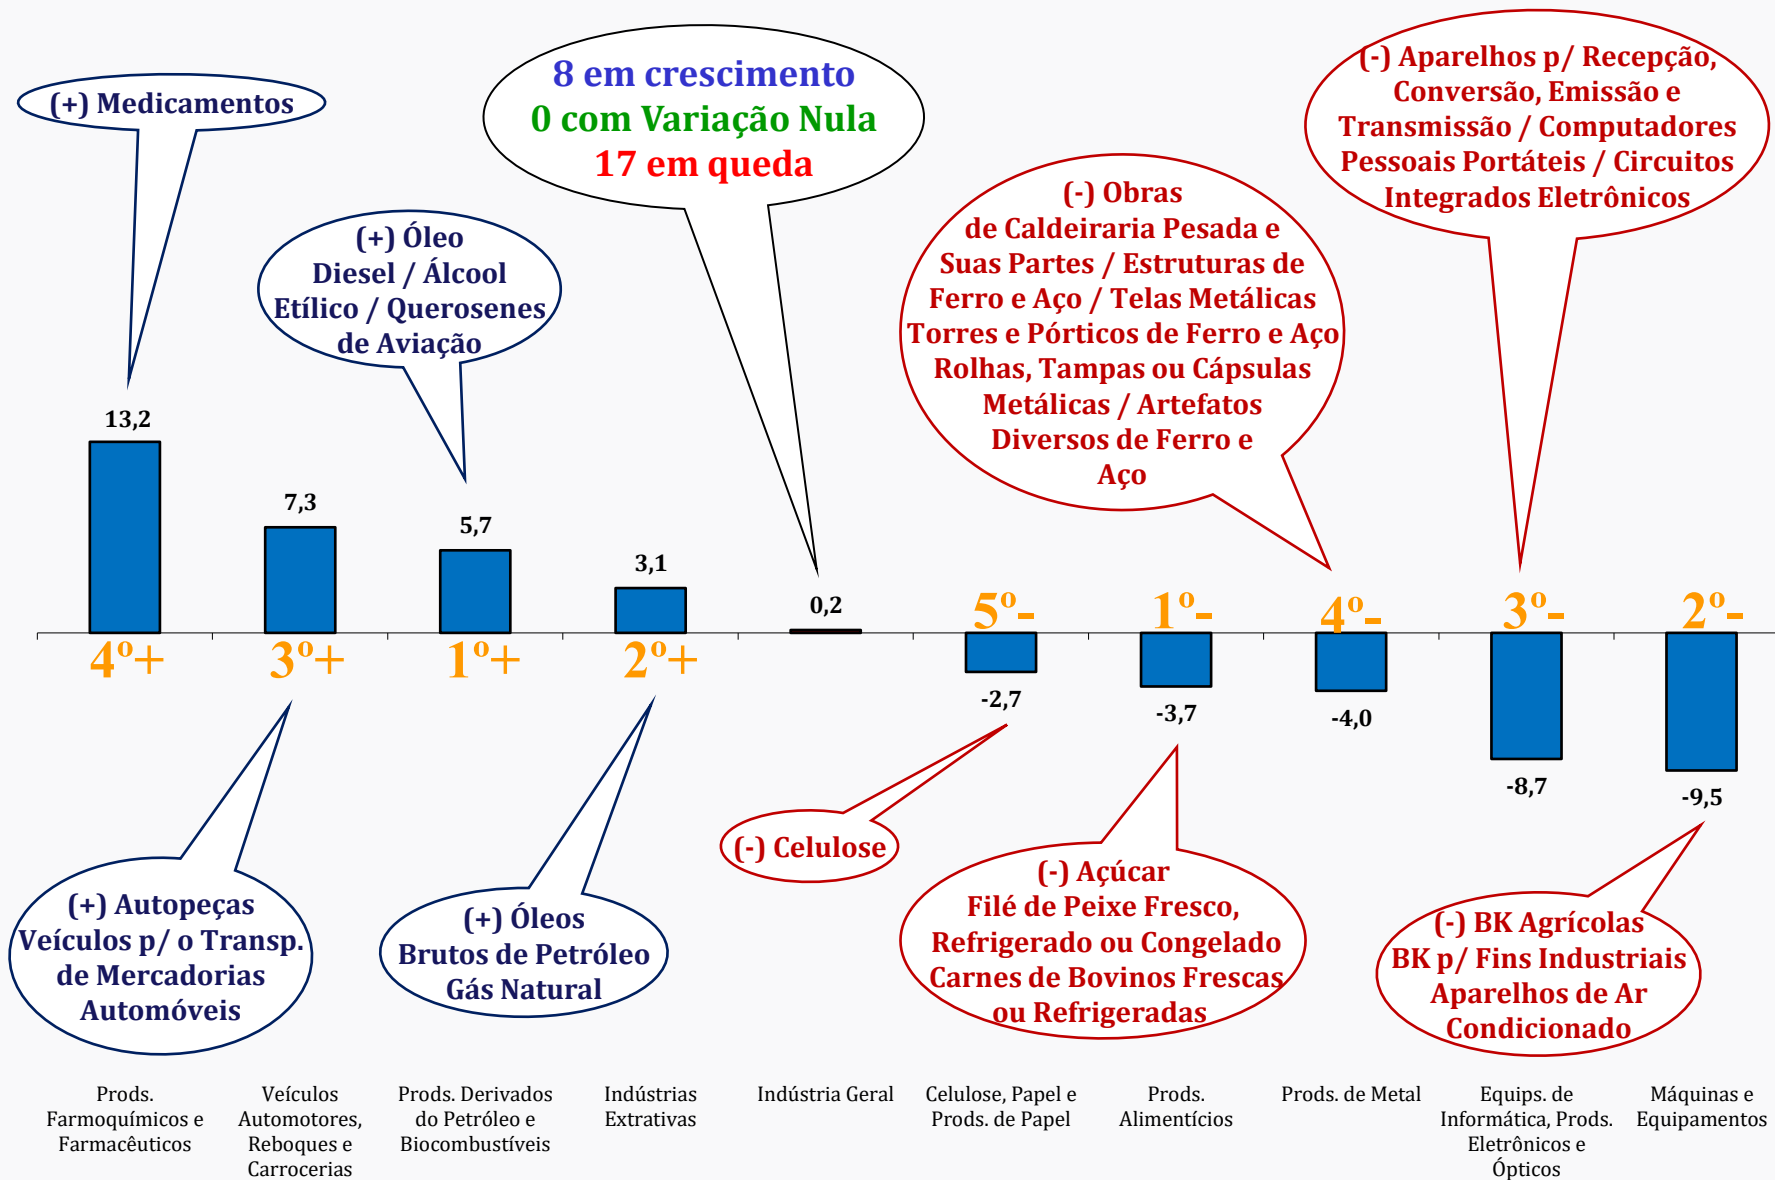 (+) Medicamentos
8 em crescimento
0 com Variação Nula
17 em queda
(-) Aparelhos p/ Recepção,
Conversão, Emissão e
Transmissão / Computadores
Pessoais Portáteis / Circuitos
Integrados Eletrônicos
(+) Óleo
Diesel / Álcool
Etílico / Querosenes
de Aviação
(-) Obras
de Caldeiraria Pesada e
Suas Partes / Estruturas de
Ferro e Aço / Telas Metálicas
Torres e Pórticos de Ferro e Aço
Rolhas, Tampas ou Cápsulas
Metálicas / Artefatos
Diversos de Ferro e
Aço
13,2
7,3
5,7
3,1
0,2
5º-
1º-
4º-
3º-
2º-
4º+
3º+
1º+
2º+
-2,7
-3,7
-4,0
-8,7
-9,5
(+) Autopeças
Veículos p/ o Transp.
de Mercadorias
Automóveis
(+) Óleos
Brutos de Petróleo
Gás Natural
(-) Celulose
(-) Açúcar
Filé de Peixe Fresco,
Refrigerado ou Congelado
Carnes de Bovinos Frescas
ou Refrigeradas
(-) BK Agrícolas
BK p/ Fins Industriais
Aparelhos de Ar
Condicionado
Prods.
Farmoquímicos e
Farmacêuticos
Veículos
Automotores,
Reboques e
Carrocerias
Prods. Derivados
do Petróleo e
Biocombustíveis
Indústrias
Extrativas
Indústria Geral
Celulose, Papel e
Prods. de Papel
Prods.
Alimentícios
Prods. de Metal
Equips. de
Informática, Prods.
Eletrônicos e
Ópticos
Máquinas e
Equipamentos